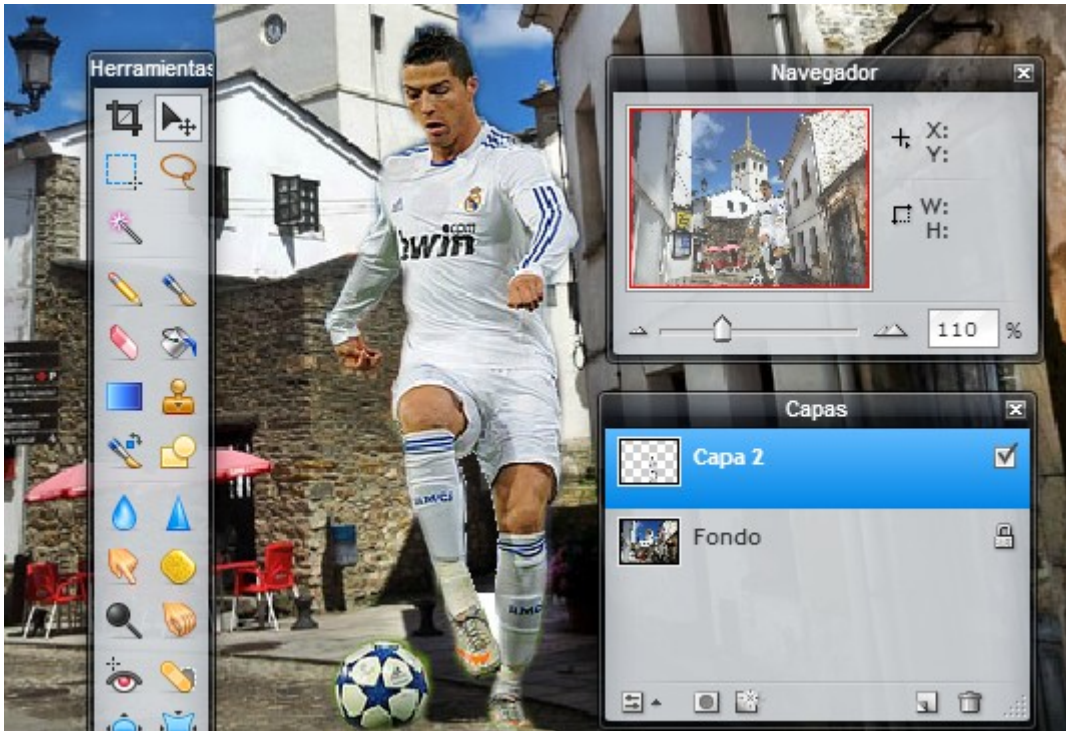 Herramientas
Navegador
X:
Y:
W:
H:
110 %
Capas
Capa 2
Fondo
bwin
.com
R.M.C.F.
R.M.C
P